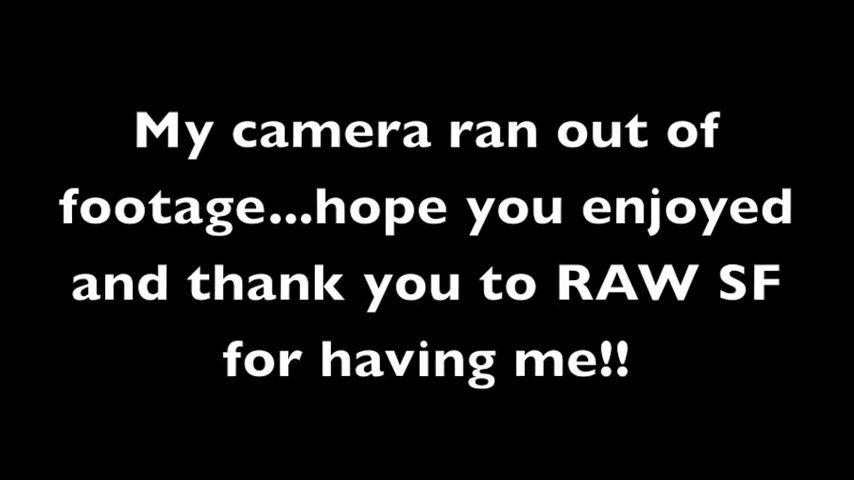 My camera ran out of
footage...hope you enjoyed
and thank you to RAW SF
for having me!!